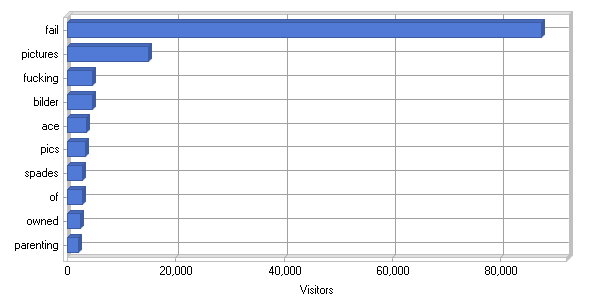 fail
pictures
fucking
bilder
ace
pics
spades
of
owned
parenting
0 20,000 40,000 60,000 80,000
Visitors